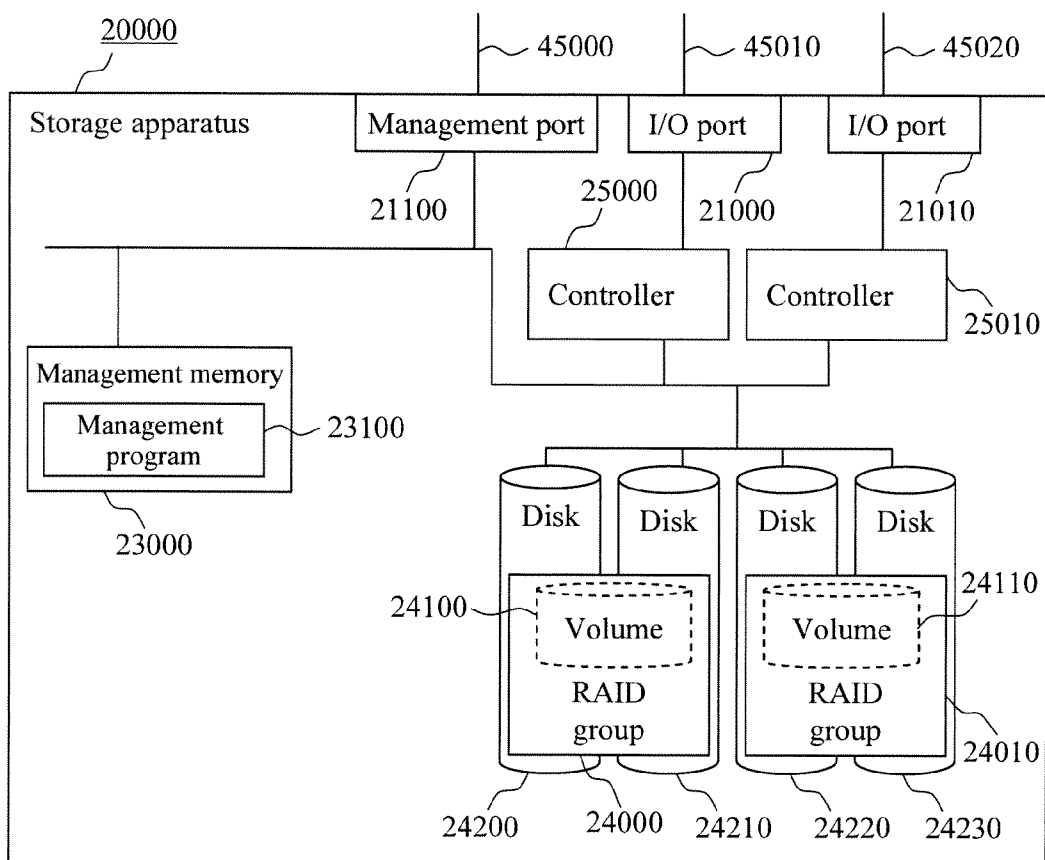 20000
45000
45010
45020
Storage apparatus
Management port
I/O port
I/O port
21100
25000
21000
21010
Controller
Controller
25010
Management memory
Management
program
23100
23000
Disk
Disk
Disk
Disk
24100
24110
Volume
Volume
RAID
group
RAID
group
24010
24200
24000
24210
24220
24230